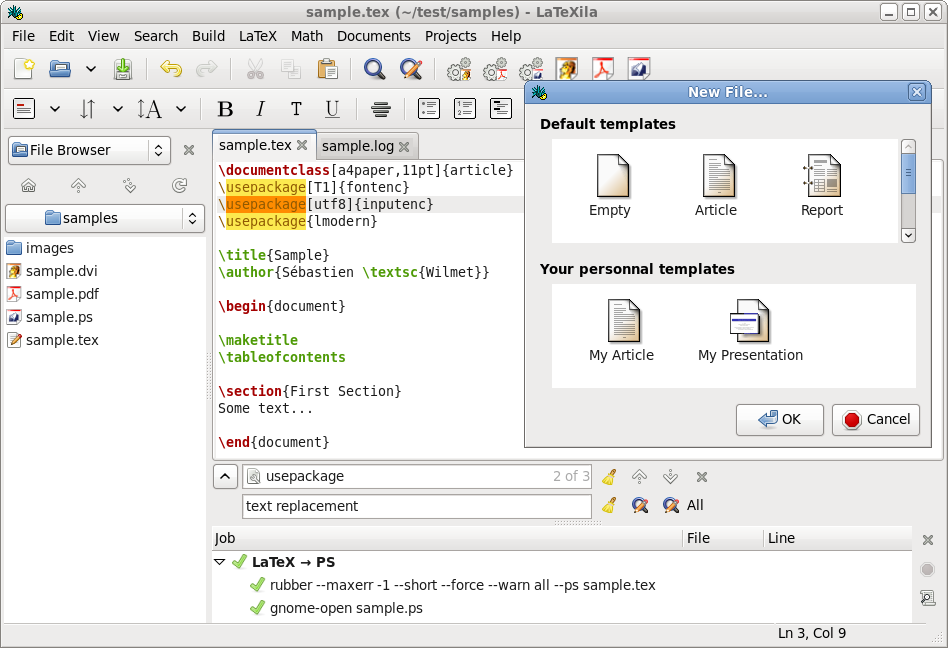 sample.tex (~/test/samples) - LaTeXila
File Edit View Search Build LaTeX Math Documents Projects Help
B I T U
File Browser
samples
images
sample.dvi
sample.pdf
sample.ps
sample.tex
sample.tex sample.log
\documentclass[a4paper,11pt]{article}
\usepackage[T1]{fontenc}
\usepackage[utf8]{inputenc}
\usepackage{lmodern}
\title{Sample}
\author{Sébastien \textsc{Wilmet}}
\begin{document}
\maketitle
\tableofcontents
\section{First Section}
Some text...
\end{document}
New File...
Default templates
Empty Article Report
Your personnal templates
My Article My Presentation
OK Cancel
usepackage 2 of 3
text replacement All
Job File Line
LaTeX → PS
rubber --maxerr -1 --short --force --warn all --ps sample.tex
gnome-open sample.ps
Ln 3, Col 9